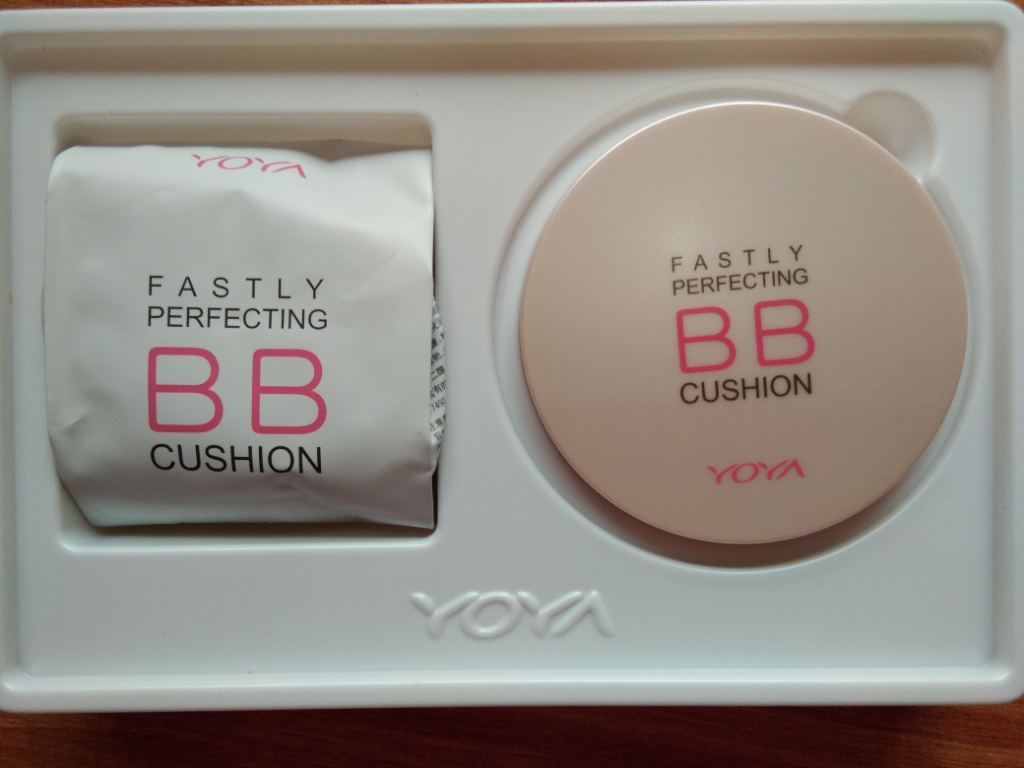 YOYA
FASTLY
PERFECTING
BB
CUSHION
FASTLY
PERFECTING
BB
CUSHION
YOYA
YOYA